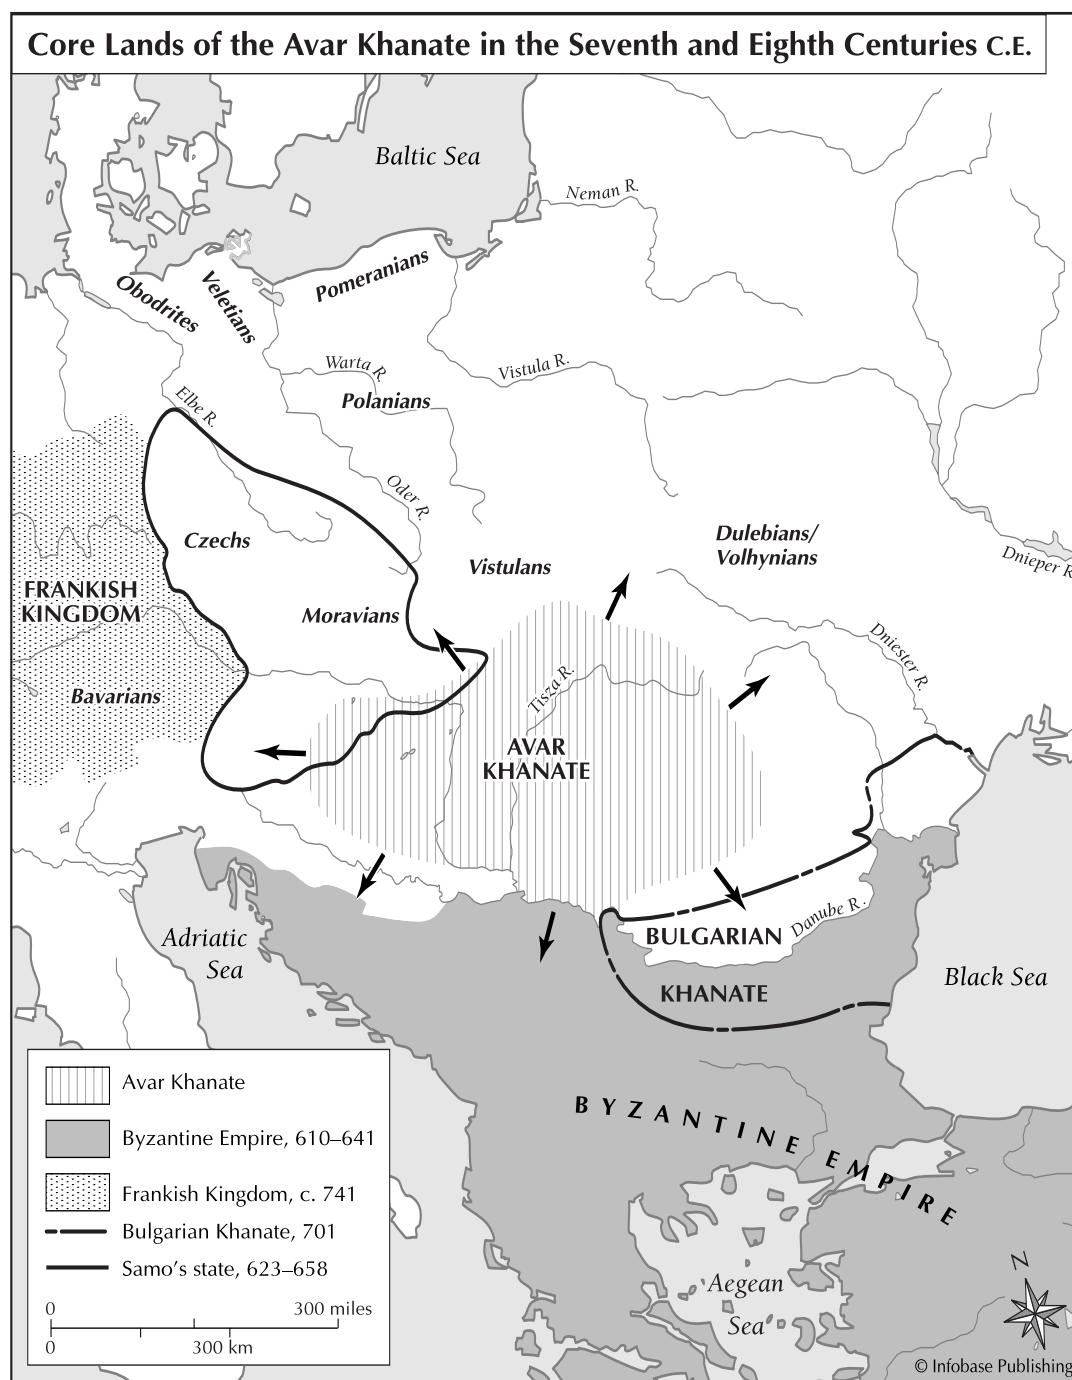 Core Lands of the Avar Khanate in the Seventh and Eighth Centuries C.E.
Baltic Sea
Neman R.
Pomeranians
Obodrites
Veletians
Warta R.
Vistula R.
Polanians
Elbe R.
Oder R.
Czechs
Dulebians/
Volhynians
Vistulans
Dnieper R.
FRANKISH
KINGDOM
Moravians
Dniester R.
Bavarians
Tisza R.
AVAR
KHANATE
Adriatic
Sea
Danube R.
BULGARIAN
KHANATE
Black Sea
BYZANTINE EMPIRE
Aegean
Sea
Avar Khanate
Byzantine Empire, 610–641
Frankish Kingdom, c. 741
Bulgarian Khanate, 701
Samo's state, 623–658
0 300 miles
0 300 km
N
© Infobase Publishing